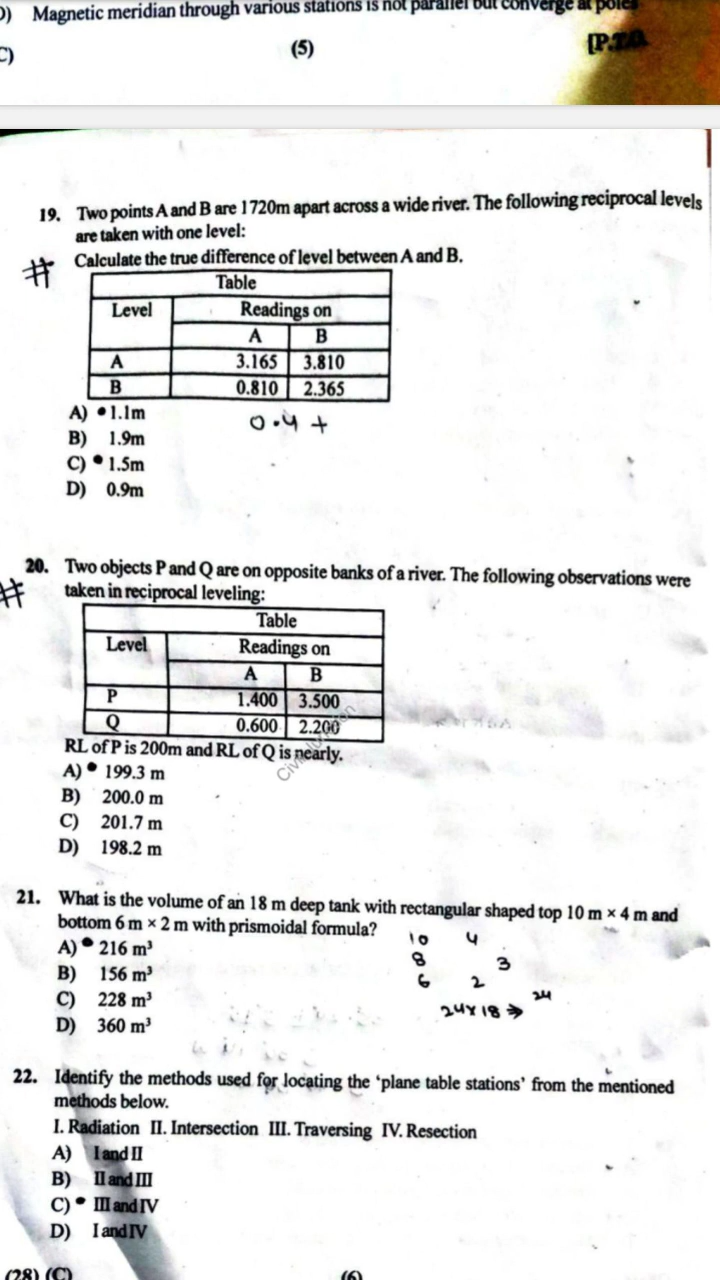 D) Magnetic meridian through various stations is not parallel but converge at poles
C)
(5)
[P.T.O.
19. Two points A and B are 1720m apart across a wide river. The following reciprocal levels
are taken with one level:
# Calculate the true difference of level between A and B.
Table
Level Readings on
A B
A 3.165 3.810
B 0.810 2.365
A) • 1.1m
B) 1.9m
C) • 1.5m
D) 0.9m
0.4 +
20. Two objects P and Q are on opposite banks of a river. The following observations were
# taken in reciprocal leveling:
Table
Level Readings on
A B
P 1.400 3.500
Q 0.600 2.200
RL of P is 200m and RL of Q is nearly.
A) • 199.3 m
B) 200.0 m
C) 201.7 m
D) 198.2 m
21. What is the volume of an 18 m deep tank with rectangular shaped top 10 m × 4 m and
bottom 6 m × 2 m with prismoidal formula?
A) • 216 m³
B) 156 m³
C) 228 m³
D) 360 m³
10 4
8 3
6 2
24
24 x 18 ⇒
22. Identify the methods used for locating the 'plane table stations' from the mentioned
methods below.
I. Radiation II. Intersection III. Traversing IV. Resection
A) I and II
B) II and III
C) • III and IV
D) I and IV
(28) (C)
(6)